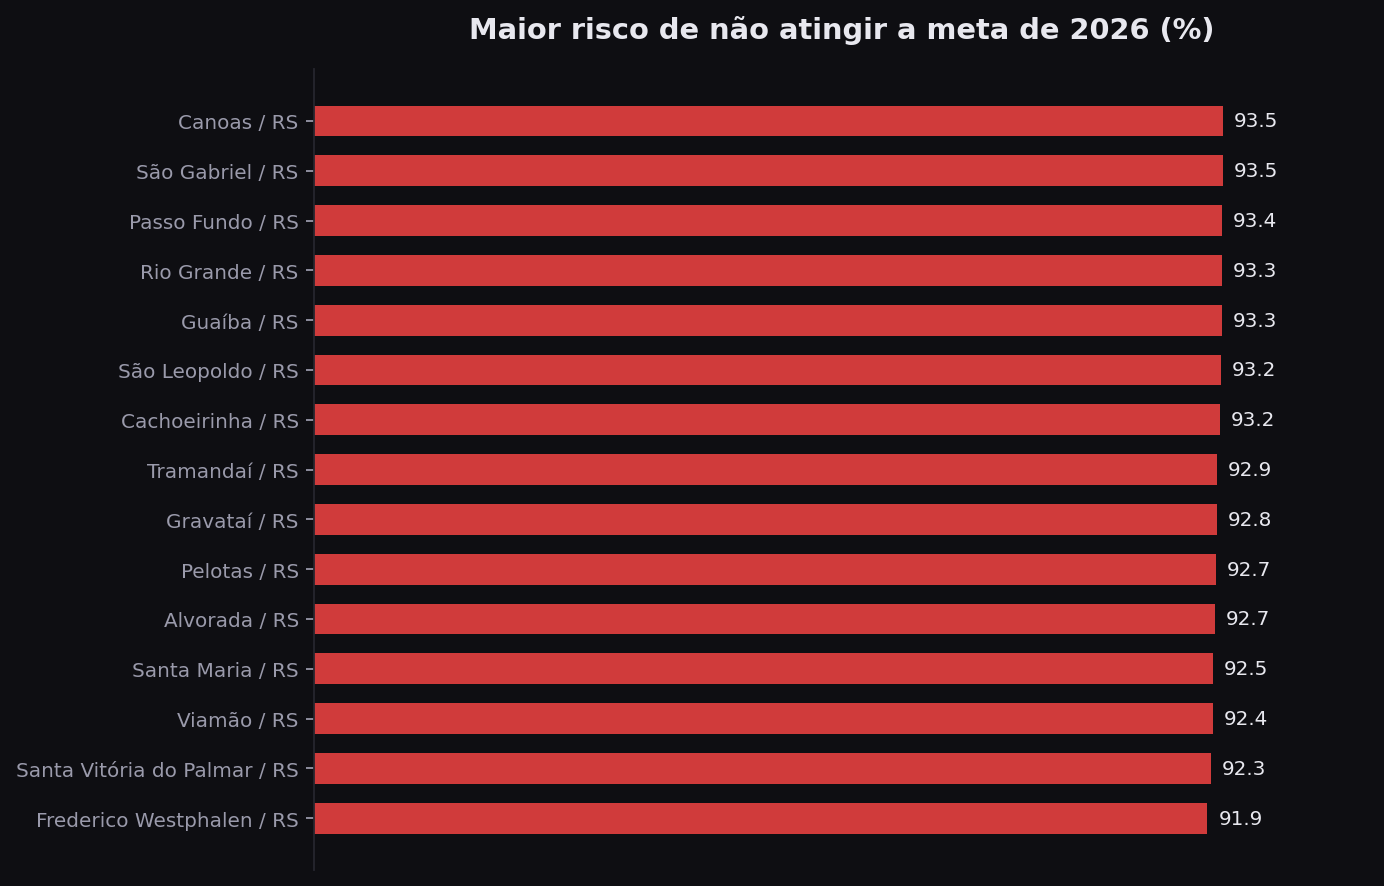 Maior risco de não atingir a meta de 2026 (%)
Canoas / RS 93.5
São Gabriel / RS 93.5
Passo Fundo / RS 93.4
Rio Grande / RS 93.3
Guaíba / RS 93.3
São Leopoldo / RS 93.2
Cachoeirinha / RS 93.2
Tramandaí / RS 92.9
Gravataí / RS 92.8
Pelotas / RS 92.7
Alvorada / RS 92.7
Santa Maria / RS 92.5
Viamão / RS 92.4
Santa Vitória do Palmar / RS 92.3
Frederico Westphalen / RS 91.9